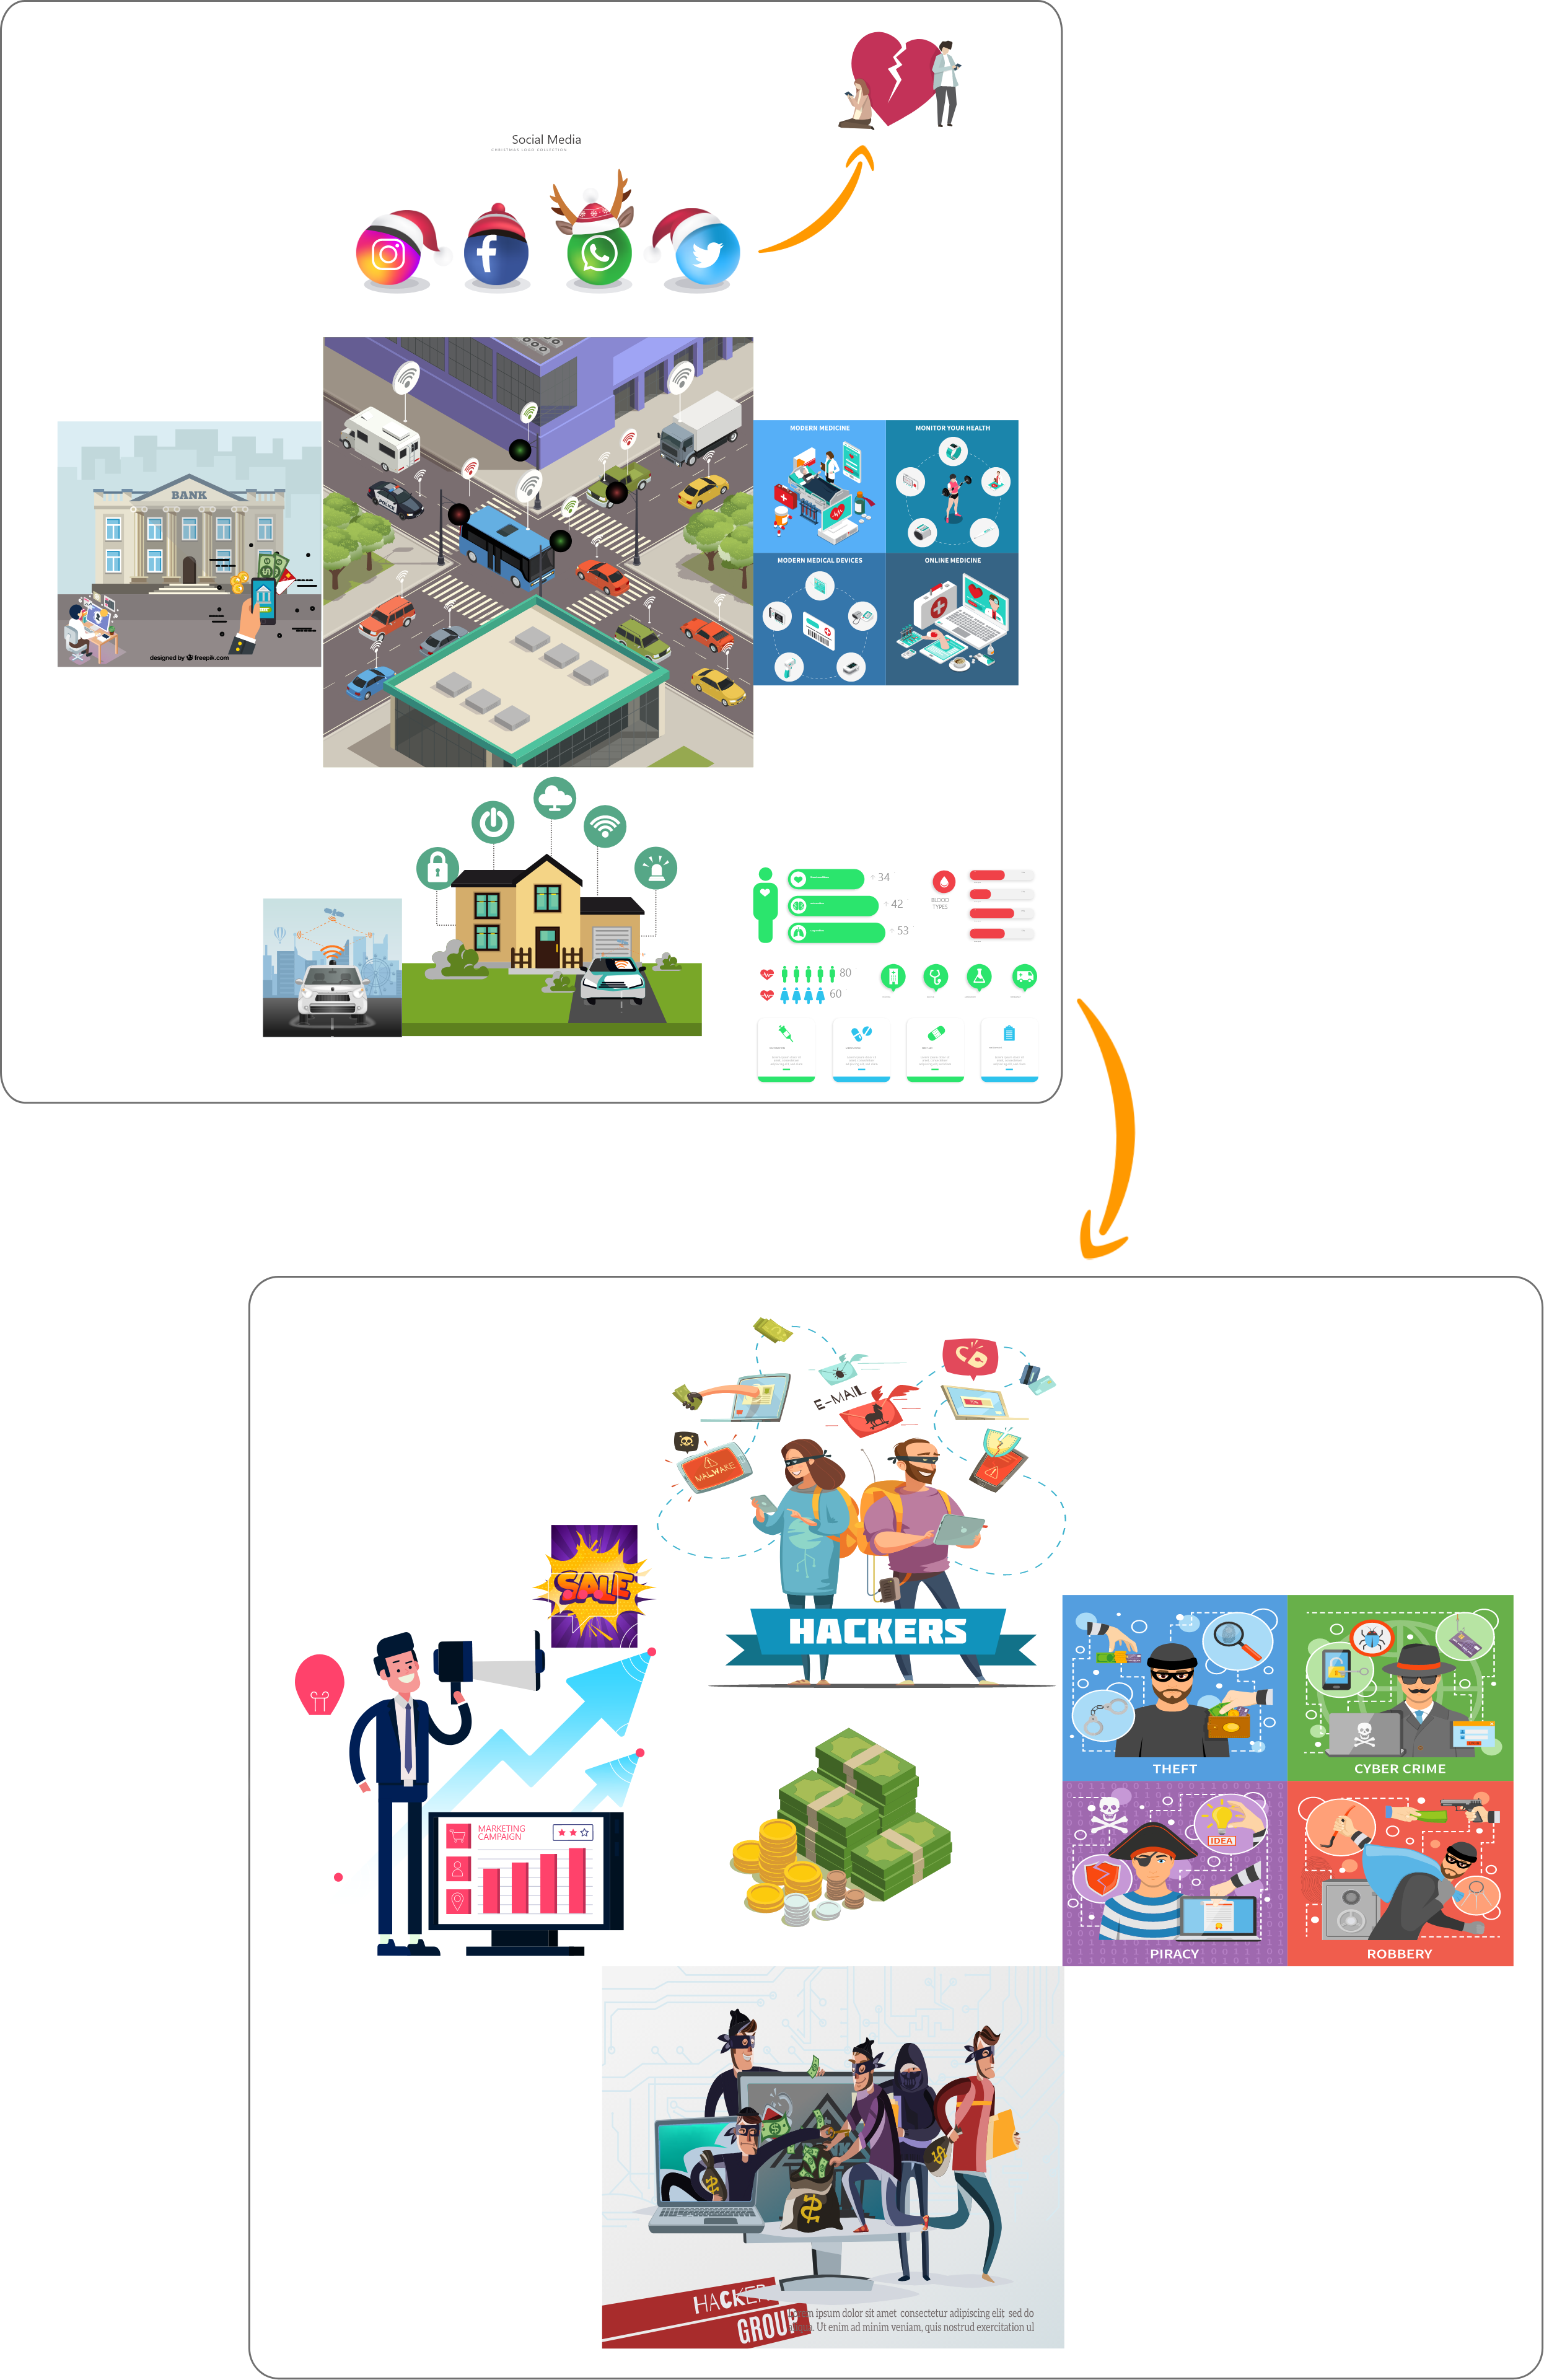 Social Media
CHRISTMAS LOGO COLLECTION
BANK
POLICE
designed by freepik.com
MODERN MEDICINE
MONITOR YOUR HEALTH
MODERN MEDICAL DEVICES
ONLINE MEDICINE
34
42
53
BLOOD
TYPES
80
60
E-MAIL
MALWARE
SALE
HACKERS
MARKETING
CAMPAIGN
THEFT
CYBER CRIME
IDEA
PIRACY
ROBBERY
HACKER
GROUP
ipsum dolor sit amet consectetur adipiscing elit sed do
Ut enim ad minim veniam, quis nostrud exercitation ul